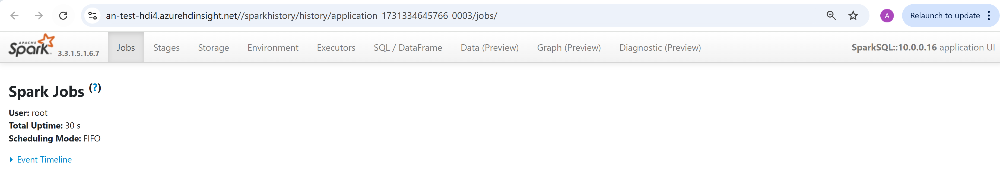 an-test-hdi4.azurehdinsight.net//sparkhistory/history/application_1731334645766_0003/jobs/
A
Relaunch to update
APACHE
Spark 3.3.1.5.1.6.7
Jobs Stages Storage Environment Executors SQL / DataFrame Data (Preview) Graph (Preview) Diagnostic (Preview) SparkSQL::10.0.0.16 application UI
Spark Jobs (?)
User: root
Total Uptime: 30 s
Scheduling Mode: FIFO
Event Timeline